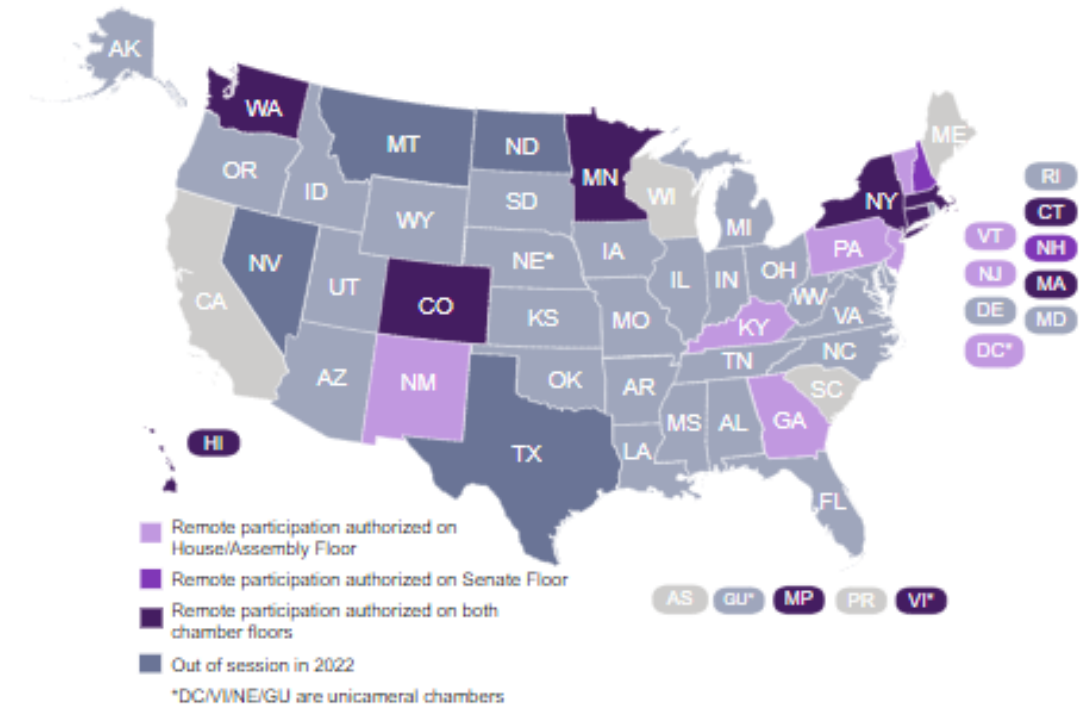 AK
WA
ME
MT
ND
MN
OR
ID
SD
WI
NY
RI
CT
WY
MI
VT
NH
IA
PA
NE*
NV
NJ
MA
UT
IL
IN
OH
WV
CA
CO
DE
MD
KS
MO
VA
KY
DC*
NC
TN
AZ
NM
OK
AR
SC
MS
AL
GA
HI
TX
LA
FL
Remote participation authorized on
House/Assembly Floor
Remote participation authorized on Senate Floor
Remote participation authorized on both
chamber floors
AS
GU*
MP
PR
VI*
Out of session in 2022
*DC/VI/NE/GU are unicameral chambers